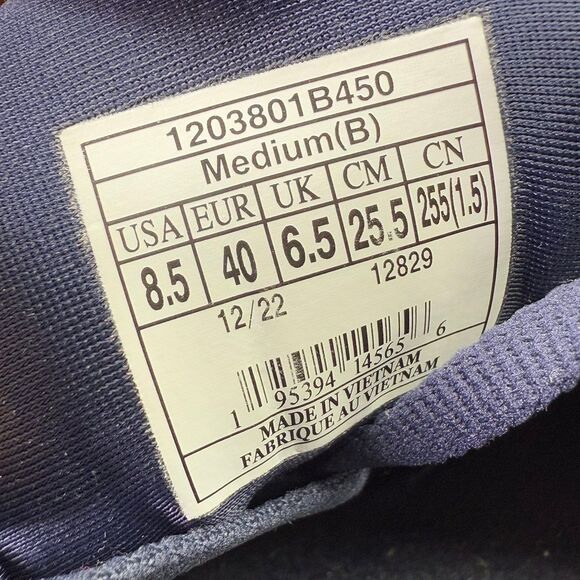 1203801B450
Medium(B)
USA EUR UK CM CN
8.5 40 6.5 25.5 255(1.5)
12/22 12829
1 95394 14565 6
MADE IN VIETNAM
FABRIQUE AU VIETNAM